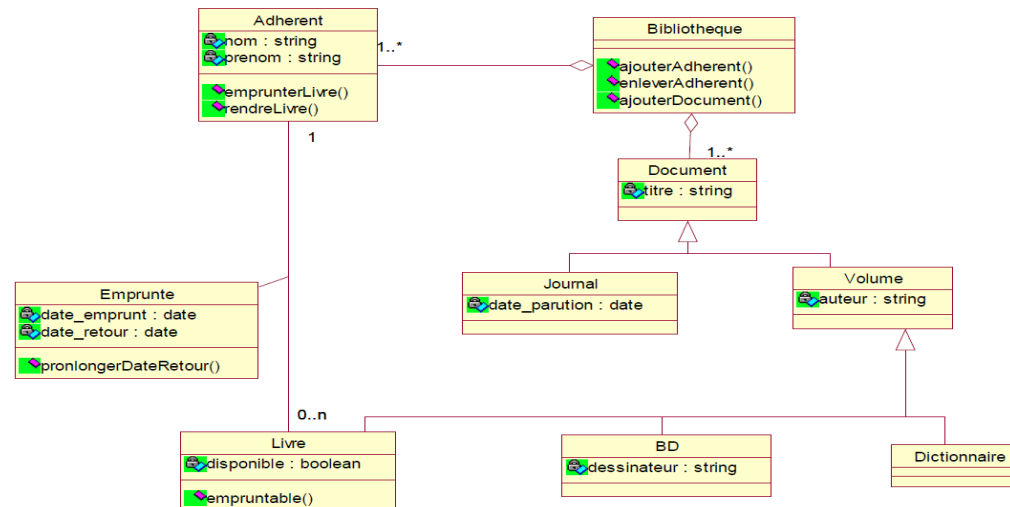 Adherent
nom : string
prenom : string
emprunterLivre()
rendreLivre()
1..*
Bibliotheque
ajouterAdherent()
enleverAdherent()
ajouterDocument()
1
1..*
Document
titre : string
Journal
date_parution : date
Volume
auteur : string
Emprunte
date_emprunt : date
date_retour : date
pronlongerDateRetour()
0..n
Livre
disponible : boolean
empruntable()
BD
dessinateur : string
Dictionnaire